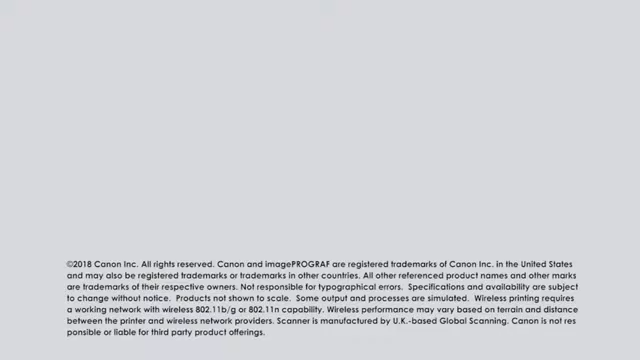 ©2018 Canon Inc. All rights reserved. Canon and imagePROGRAF are registered trademarks of Canon Inc. in the United States
and may also be registered trademarks or trademarks in other countries. All other referenced product names and other marks
are trademarks of their respective owners. Not responsible for typographical errors.  Specifications and availability are subject
to change without notice.  Products not shown to scale.  Some output and processes are simulated.  Wireless printing requires
a working network with wireless 802.11b/g or 802.11n capability. Wireless performance may vary based on terrain and distance
between the printer and wireless network providers. Scanner is manufactured by U.K.-based Global Scanning. Canon is not res
ponsible or liable for third party product offerings.